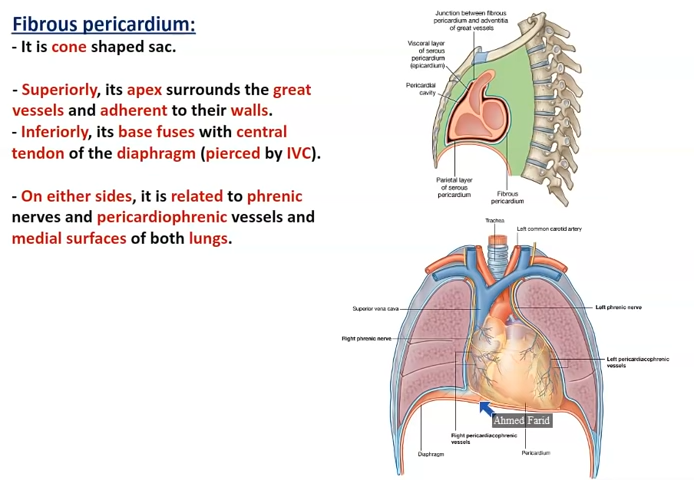 Fibrous pericardium:
- It is cone shaped sac.
- Superiorly, its apex surrounds the great
vessels and adherent to their walls.
- Inferiorly, its base fuses with central
tendon of the diaphragm (pierced by IVC).
- On either sides, it is related to phrenic
nerves and pericardiophrenic vessels and
medial surfaces of both lungs.
Junction between fibrous
pericardium and adventitia
of great vessels
Visceral layer
of serous
pericardium
(epicardium)
Pericardial
cavity
Parietal layer
of serous
pericardium
Fibrous
pericardium
Trachea
Left common carotid artery
Superior vena cava
Left phrenic nerve
Right phrenic nerve
Left pericardiacophrenic
vessels
Ahmed Farid
Right pericardiacophrenic
vessels
Diaphragm
Pericardium